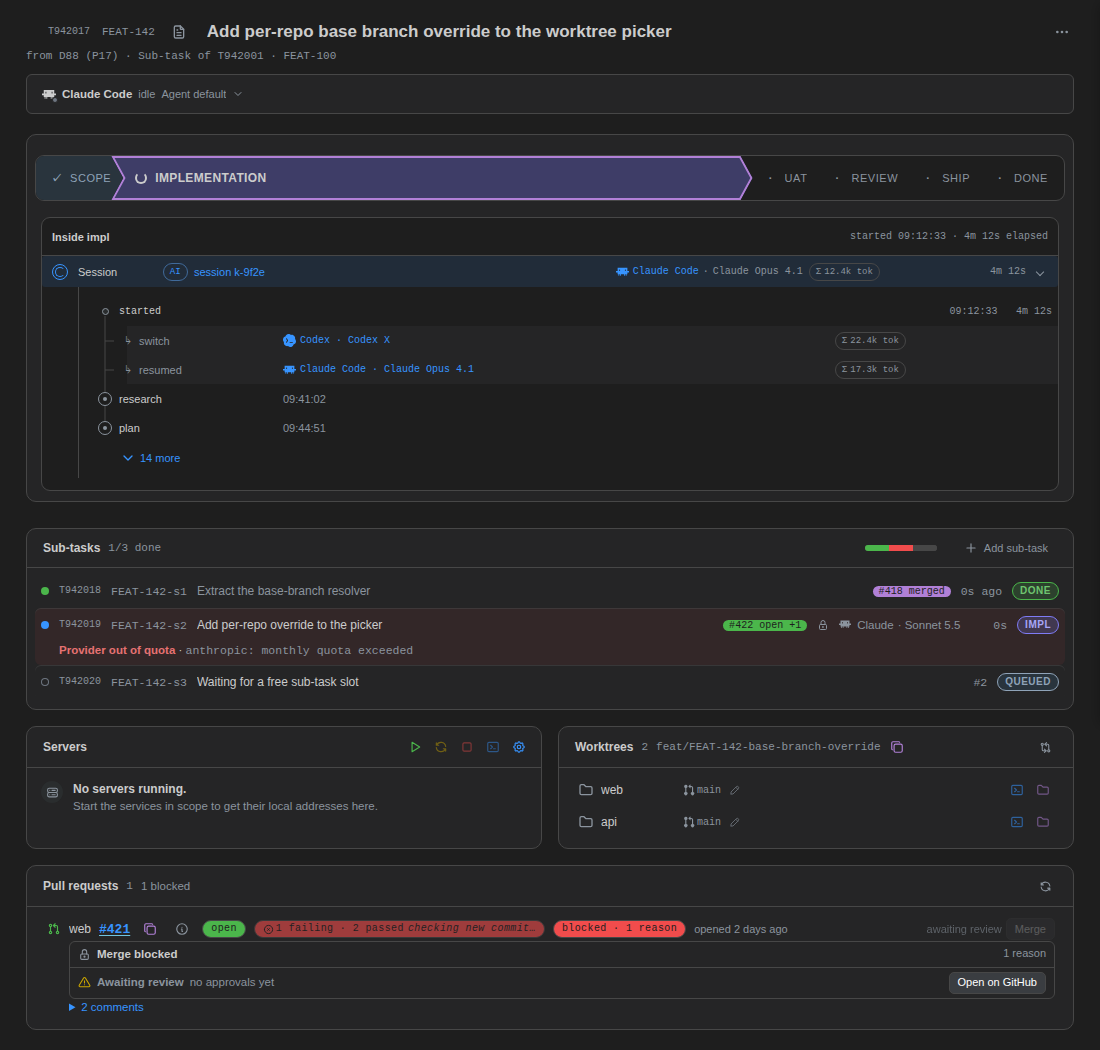 T942017 FEAT-142 Add per-repo base branch override to the worktree picker
from D88 (P17) · Sub-task of T942001 · FEAT-100
Claude Code idle Agent default
SCOPE IMPLEMENTATION · UAT · REVIEW · SHIP · DONE
Inside impl started 09:12:33 · 4m 12s elapsed
Session AI session k-9f2e Claude Code · Claude Opus 4.1 Σ 12.4k tok 4m 12s
started 09:12:33 4m 12s
↳ switch Codex · Codex X Σ 22.4k tok
↳ resumed Claude Code · Claude Opus 4.1 Σ 17.3k tok
research 09:41:02
plan 09:44:51
14 more
Sub-tasks 1/3 done Add sub-task
T942018 FEAT-142-s1 Extract the base-branch resolver #418 merged 0s ago DONE
T942019 FEAT-142-s2 Add per-repo override to the picker #422 open +1 Claude · Sonnet 5.5 0s IMPL
Provider out of quota · anthropic: monthly quota exceeded
T942020 FEAT-142-s3 Waiting for a free sub-task slot #2 QUEUED
Servers
No servers running.
Start the services in scope to get their local addresses here.
Worktrees 2 feat/FEAT-142-base-branch-override
web main
api main
Pull requests 1 1 blocked
web #421 open 1 failing · 2 passed checking new commit… blocked · 1 reason opened 2 days ago awaiting review Merge
Merge blocked 1 reason
Awaiting review no approvals yet Open on GitHub
2 comments